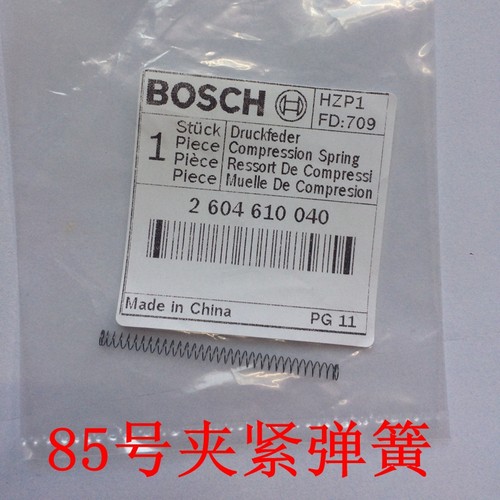 BOSCH HZP1
FD:709
1 Stück Druckfeder
Piece Compression Spring
Pièce Ressort De Compressi
Piece Muelle De Compresion
2 604 610 040
Made in China PG 11
85号夹紧弹簧